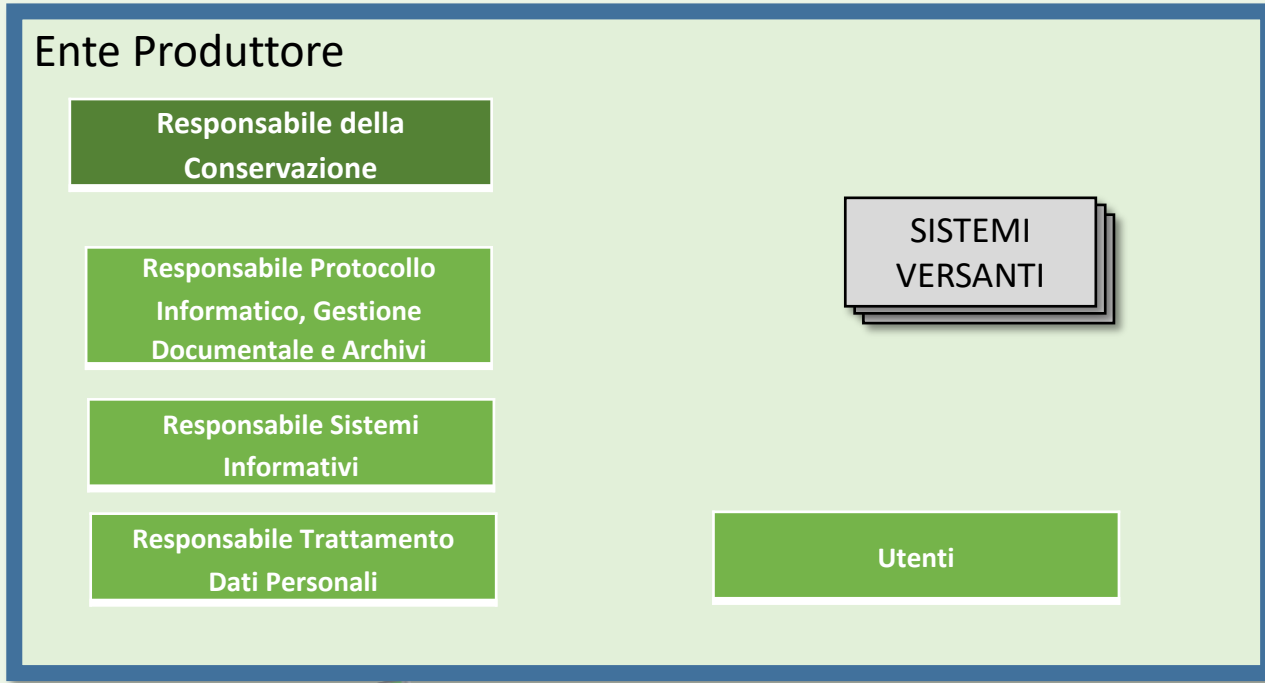 Ente Produttore
Responsabile della
Conservazione
Responsabile Protocollo
Informatico, Gestione
Documentale e Archivi
Responsabile Sistemi
Informativi
Responsabile Trattamento
Dati Personali
SISTEMI
VERSANTI
Utenti